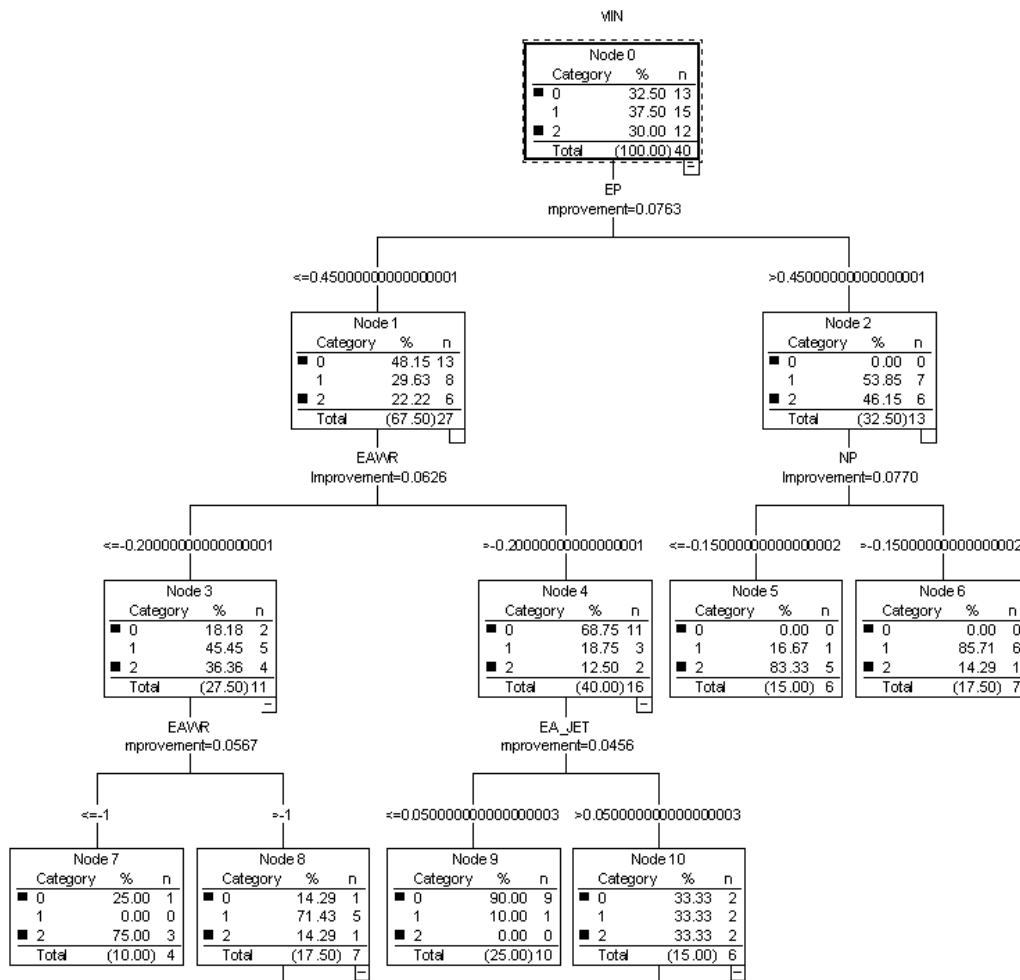 MIN
Node 0
Category % n
0 32.50 13
1 37.50 15
2 30.00 12
Total (100.00) 40
EP
mprovement=0.0763
<=0.45000000000000001
>0.45000000000000001
Node 1
Category % n
0 48.15 13
1 29.63 8
2 22.22 6
Total (67.50) 27
Node 2
Category % n
0 0.00 0
1 53.85 7
2 46.15 6
Total (32.50) 13
EAWR
Improvement=0.0626
NP
Improvement=0.0770
<=-0.20000000000000001
>-0.20000000000000001
<=-0.15000000000000002
>-0.15000000000000002
Node 3
Category % n
0 18.18 2
1 45.45 5
2 36.36 4
Total (27.50) 11
Node 4
Category % n
0 68.75 11
1 18.75 3
2 12.50 2
Total (40.00) 16
Node 5
Category % n
0 0.00 0
1 16.67 1
2 83.33 5
Total (15.00) 6
Node 6
Category % n
0 0.00 0
1 85.71 6
2 14.29 1
Total (17.50) 7
EAWR
mprovement=0.0567
EA_JET
mprovement=0.0456
<=-1
>-1
<=0.050000000000000003
>0.050000000000000003
Node 7
Category % n
0 25.00 1
1 0.00 0
2 75.00 3
Total (10.00) 4
Node 8
Category % n
0 14.29 1
1 71.43 5
2 14.29 1
Total (17.50) 7
Node 9
Category % n
0 90.00 9
1 10.00 1
2 0.00 0
Total (25.00) 10
Node 10
Category % n
0 33.33 2
1 33.33 2
2 33.33 2
Total (15.00) 6